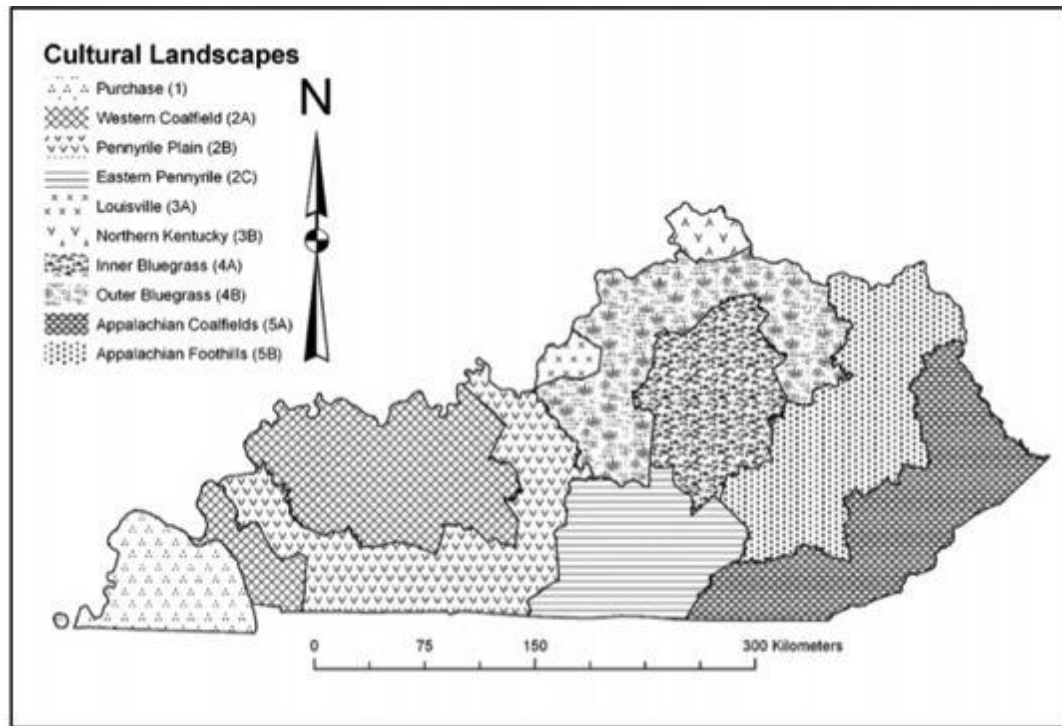 Cultural Landscapes
Purchase (1)
Western Coalfield (2A)
Pennyrile Plain (2B)
Eastern Pennyrile (2C)
Louisville (3A)
Northern Kentucky (3B)
Inner Bluegrass (4A)
Outer Bluegrass (4B)
Appalachian Coalfields (5A)
Appalachian Foothills (5B)
N
0 75 150 300 Kilometers